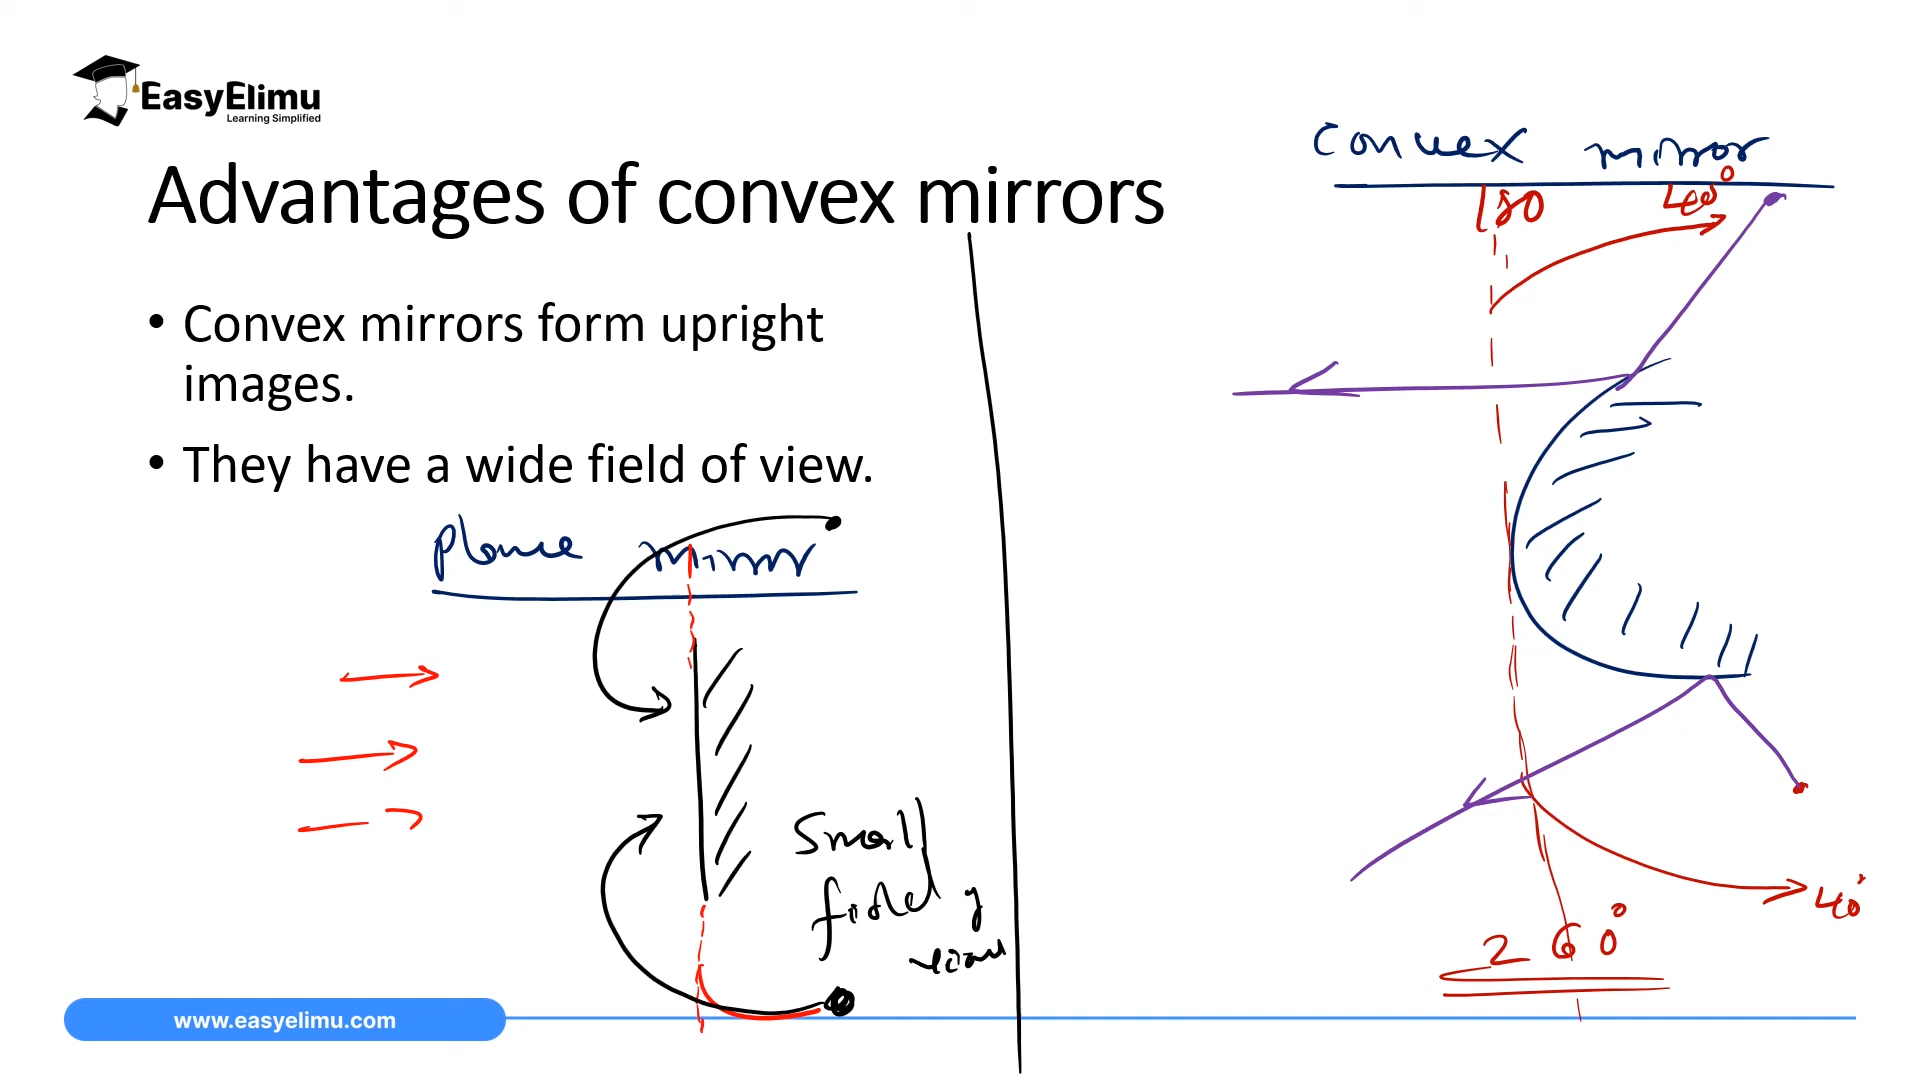 EasyElimu
Learning Simplified
Advantages of convex mirrors
• Convex mirrors form upright
images.
• They have a wide field of view.
Plane mirror
Small
field of
view
Convex mirror
180 40°
40°
260°
www.easyelimu.com